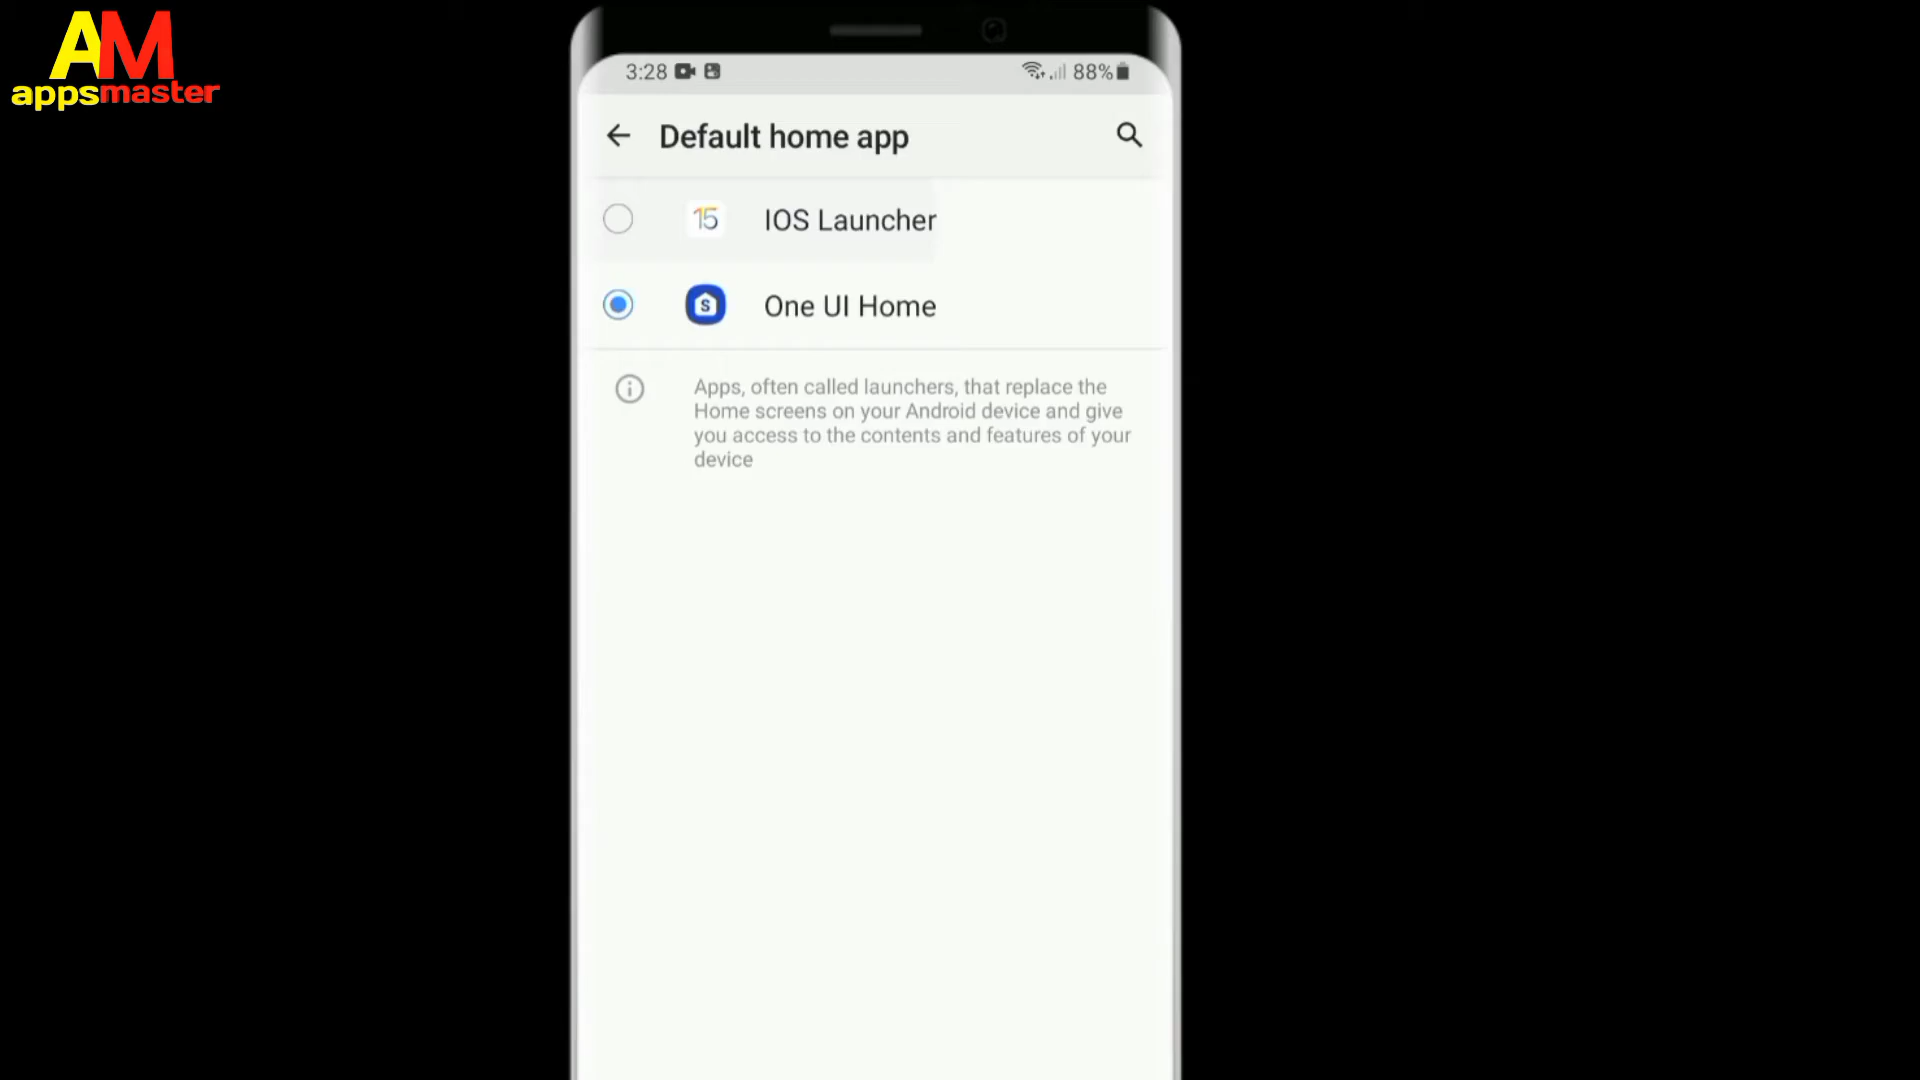 AM
appsmaster
3:28
88%
Default home app
15
IOS Launcher
S
One UI Home
Apps, often called launchers, that replace the
Home screens on your Android device and give
you access to the contents and features of your
device